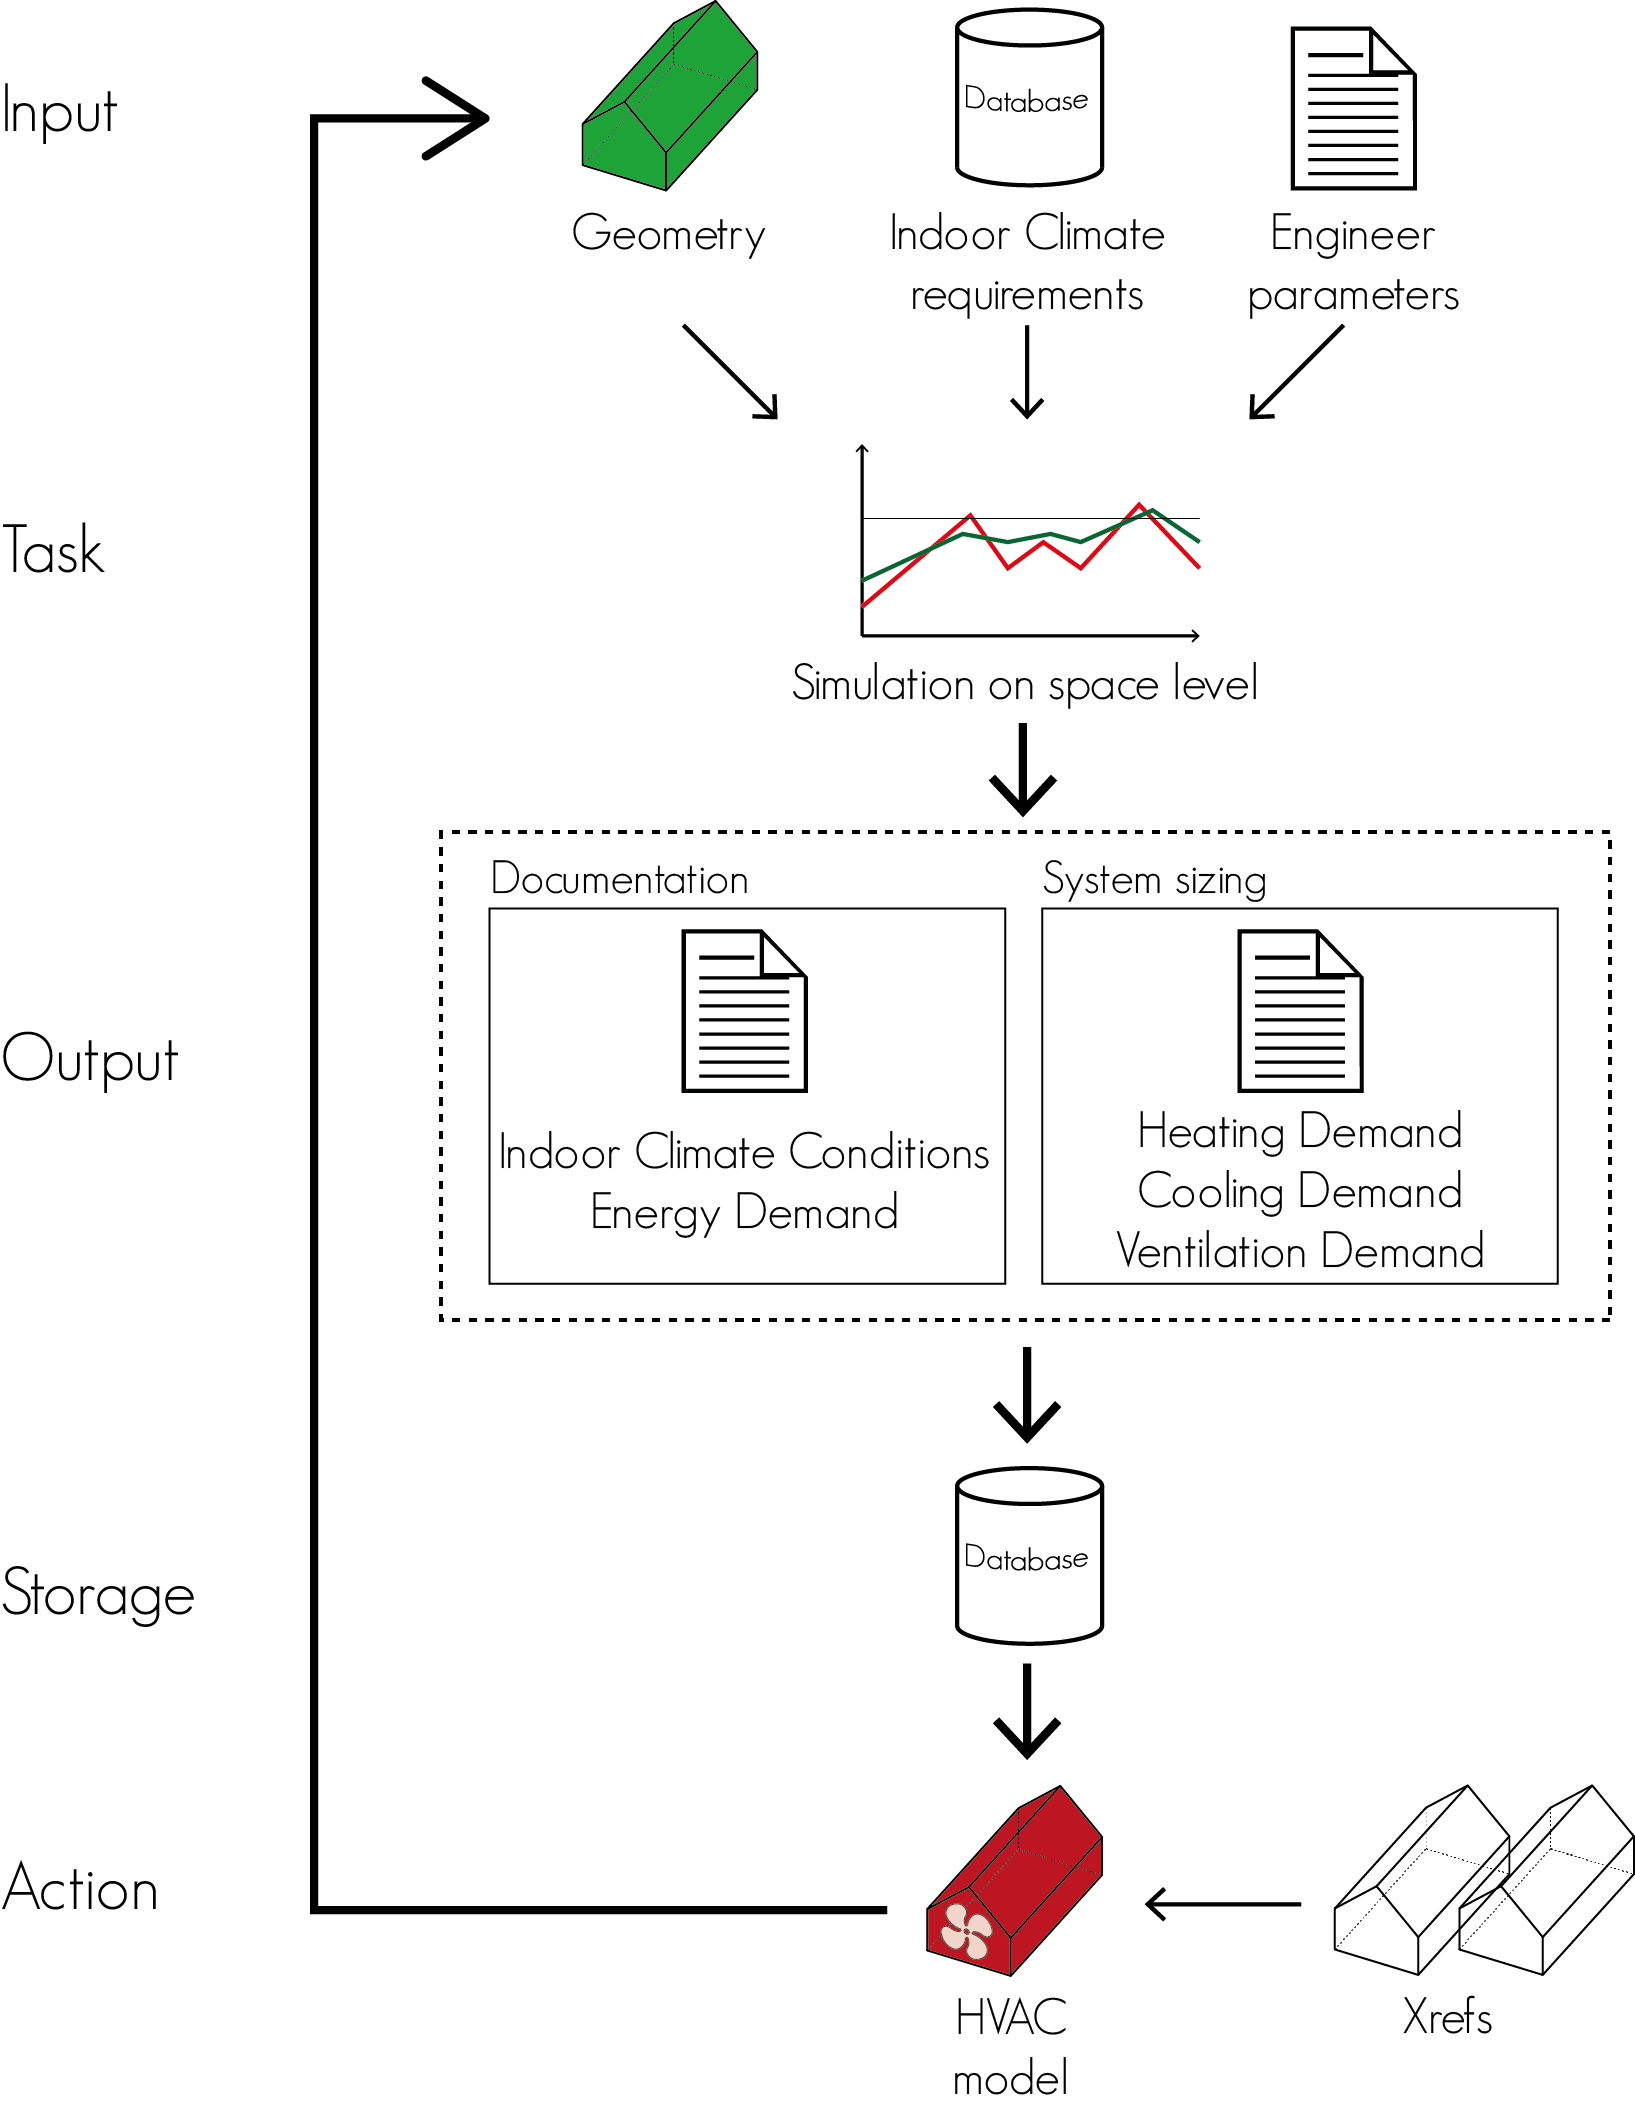 Input
Database
Geometry
Indoor Climate
requirements
Engineer
parameters
Task
Simulation on space level
Output
Documentation
Indoor Climate Conditions
Energy Demand
System sizing
Heating Demand
Cooling Demand
Ventilation Demand
Storage
Database
Action
HVAC
model
Xrefs